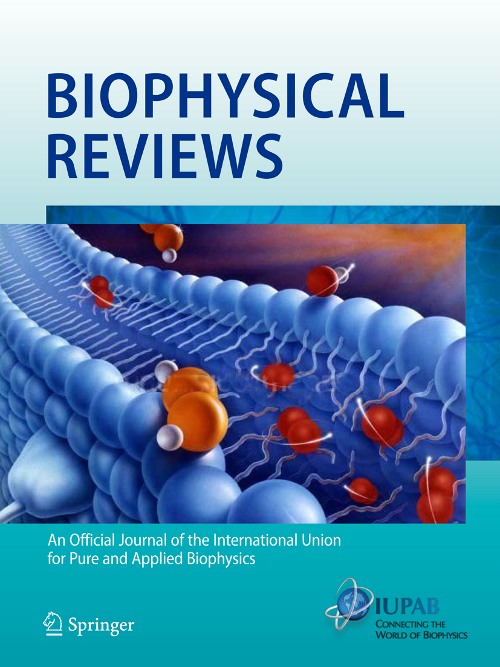 BIOPHYSICAL
REVIEWS
An Official Journal of the International Union
for Pure and Applied Biophysics
Springer
IUPAB
CONNECTING THE
WORLD OF BIOPHYSICS